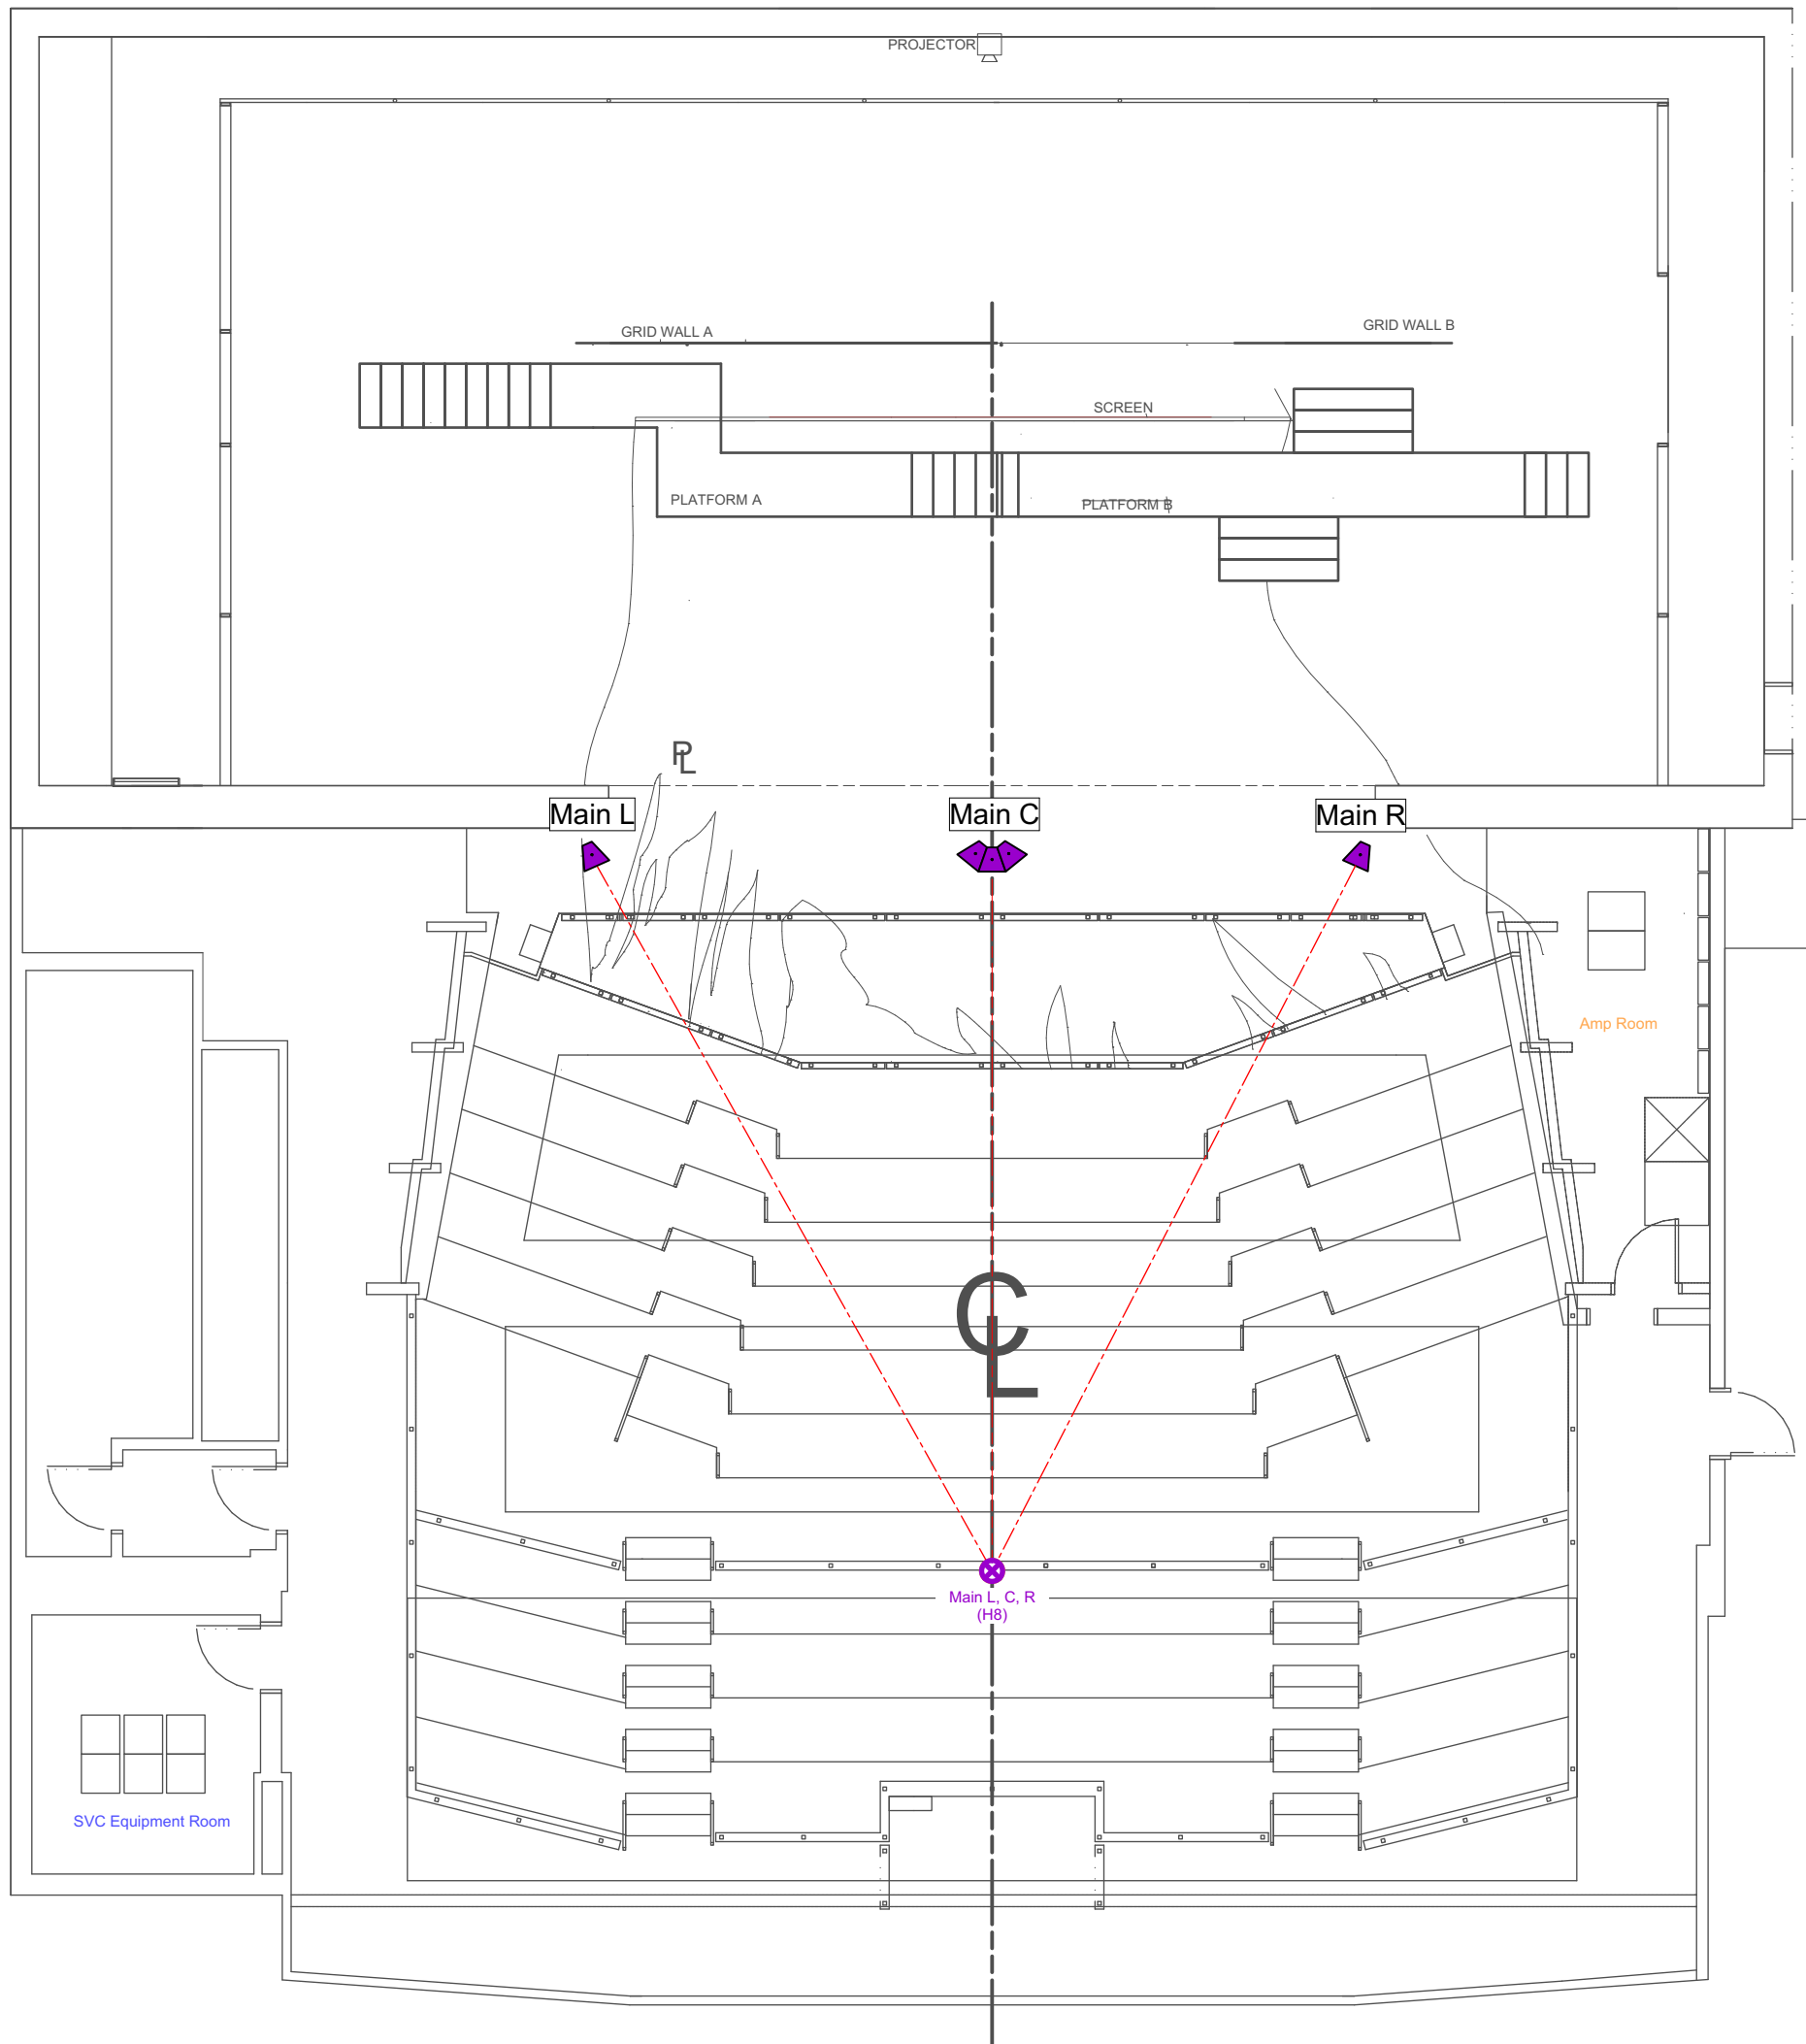 PROJECTOR
GRID WALL A
GRID WALL B
SCREEN
PLATFORM A
PLATFORM B
PL
Main L
Main C
Main R
Amp Room
CL
Main L, C, R
(H8)
SVC Equipment Room